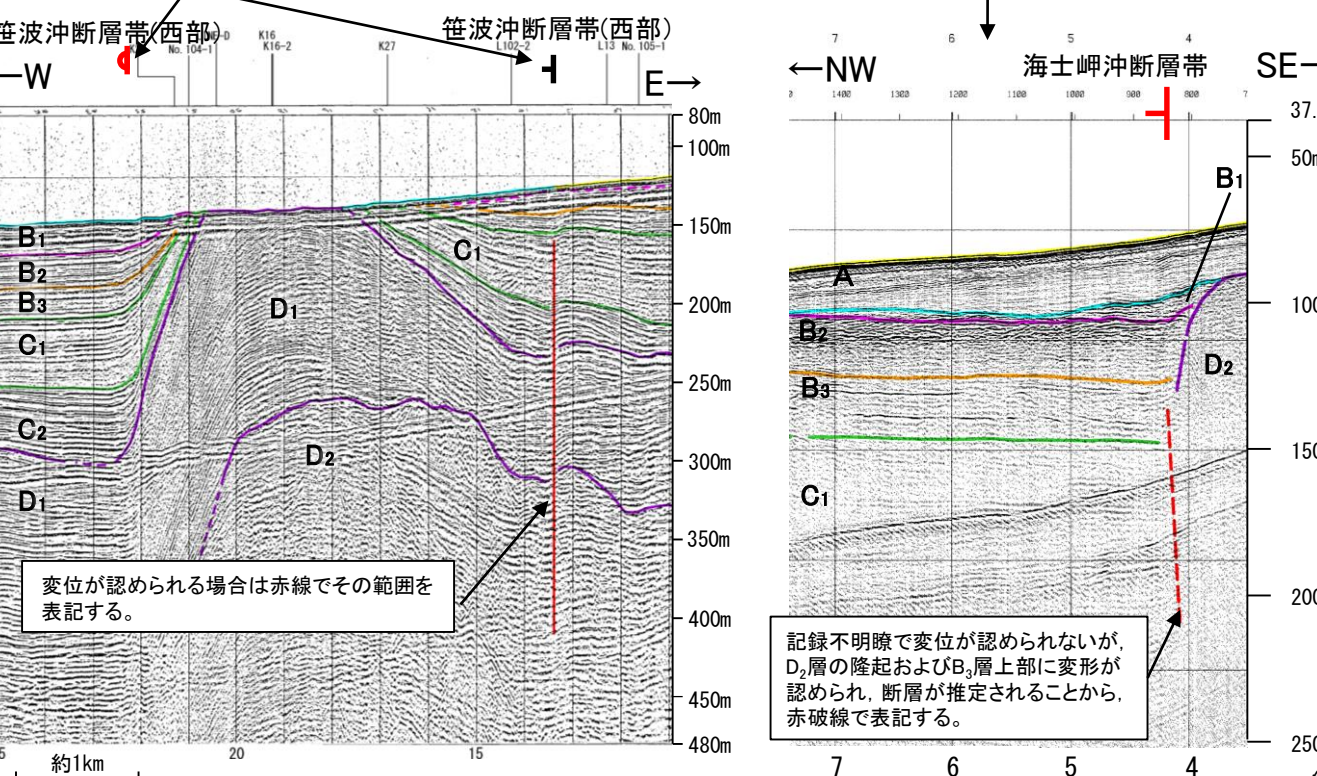 笹波沖断層帯(西部)
笹波沖断層帯(西部)
K16
No. 104-1
K16-2
K27
L102-2
L13
No. 105-1
←W
E→
80m
100m
150m
200m
250m
300m
350m
400m
450m
480m
B1
B2
B3
C1
C2
D1
D1
D2
C1
変位が認められる場合は赤線でその範囲を
表記する。
20
15
約1km
7
6
5
4
←NW
海士岬沖断層帯
SE
1400
1300
1200
1100
1000
900
800
37.
50m
100
150
200
250
B1
A
B2
B3
C1
D2
記録不明瞭で変位が認められないが,
D2層の隆起およびB3層上部に変形が
認められ, 断層が推定されることから,
赤破線で表記する。
7
6
5
4